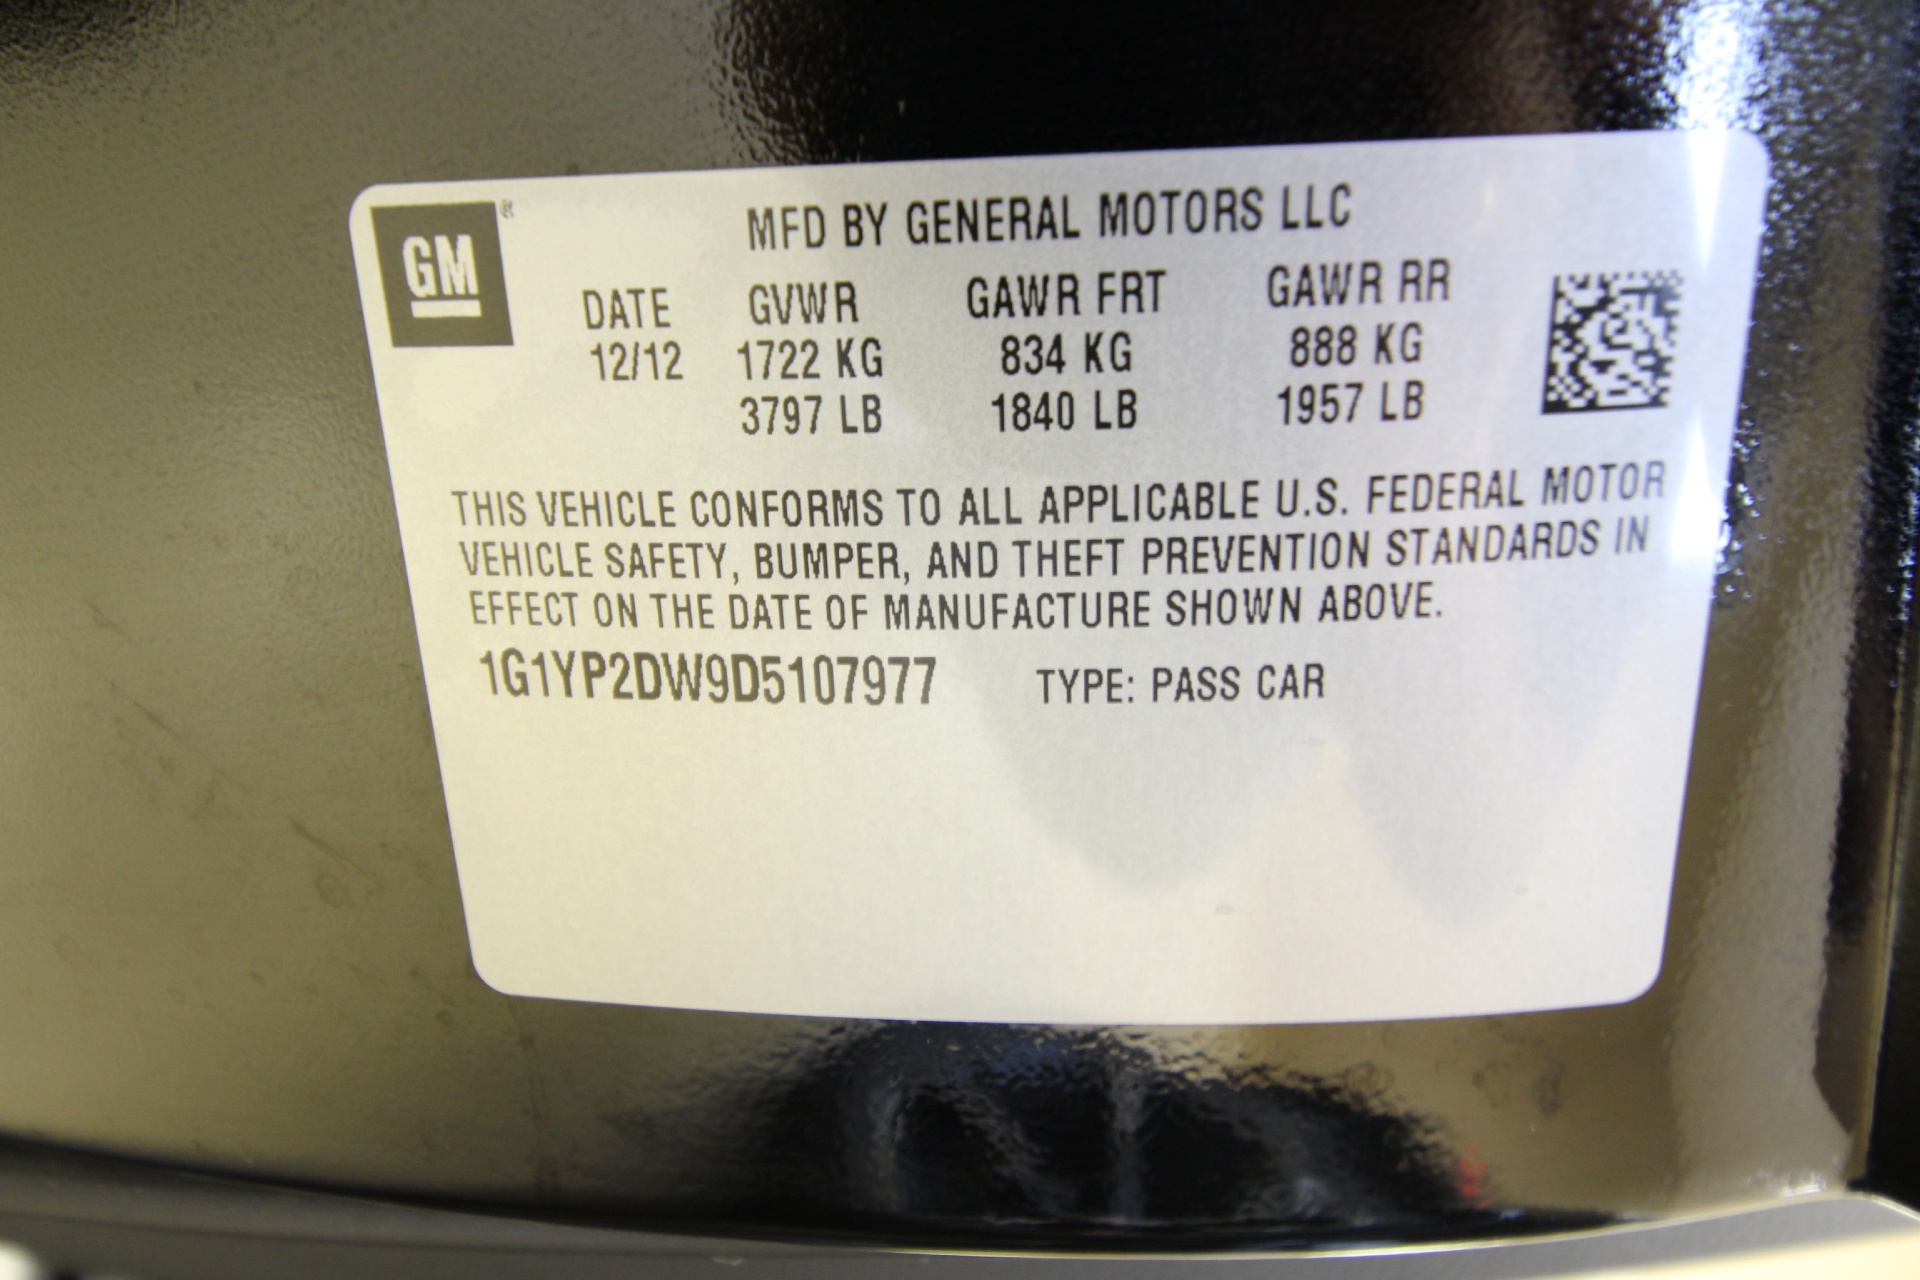 GM ®
MFD BY GENERAL MOTORS LLC
DATE GVWR GAWR FRT GAWR RR
12/12 1722 KG 834 KG 888 KG
3797 LB 1840 LB 1957 LB
THIS VEHICLE CONFORMS TO ALL APPLICABLE U.S. FEDERAL MOTOR
VEHICLE SAFETY, BUMPER, AND THEFT PREVENTION STANDARDS IN
EFFECT ON THE DATE OF MANUFACTURE SHOWN ABOVE.
1G1YP2DW9D5107977 TYPE: PASS CAR